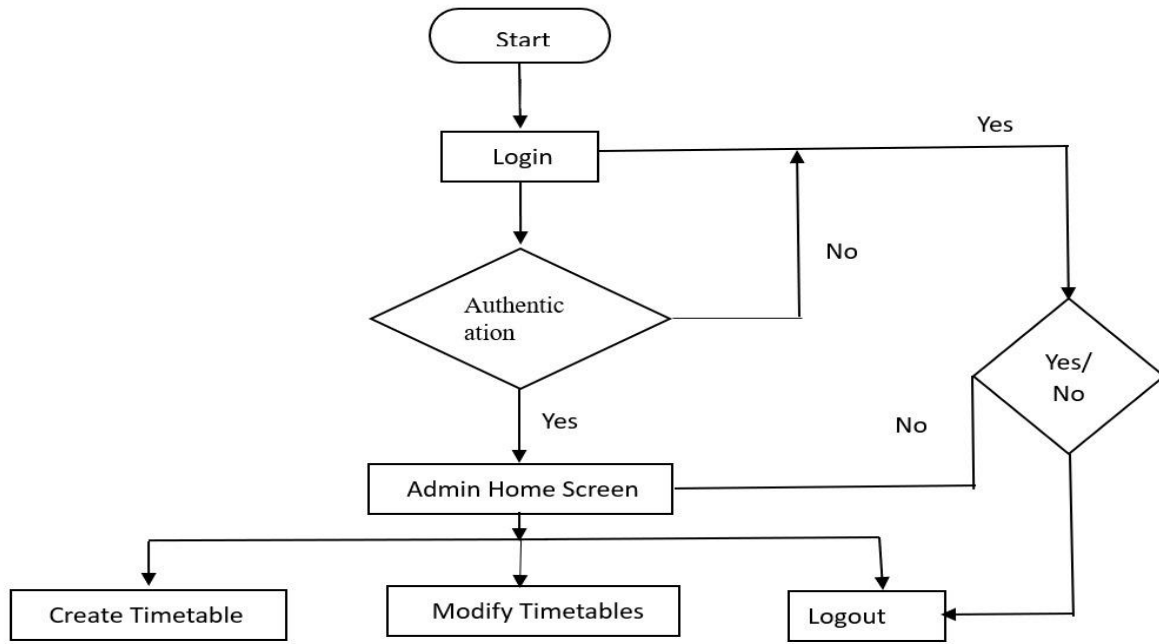 Start
Yes
Login
No
Authentic
ation
Yes/
No
Yes
No
Admin Home Screen
Create Timetable
Modify Timetables
Logout